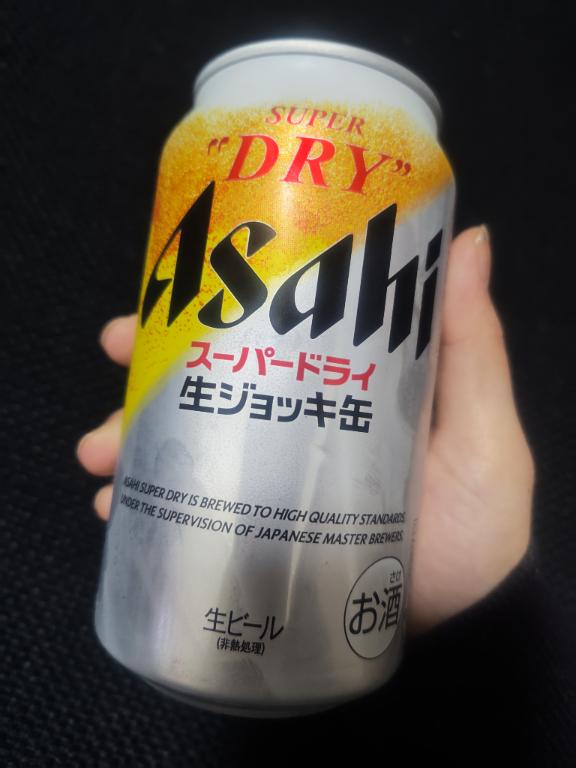 SUPER
"DRY"
Asahi
スーパードライ
生ジョッキ缶
ASAHI SUPER DRY IS BREWED TO HIGH QUALITY STANDARDS
UNDER THE SUPERVISION OF JAPANESE MASTER BREWERS.
生ビール
(非熱処理)
さけ
お酒